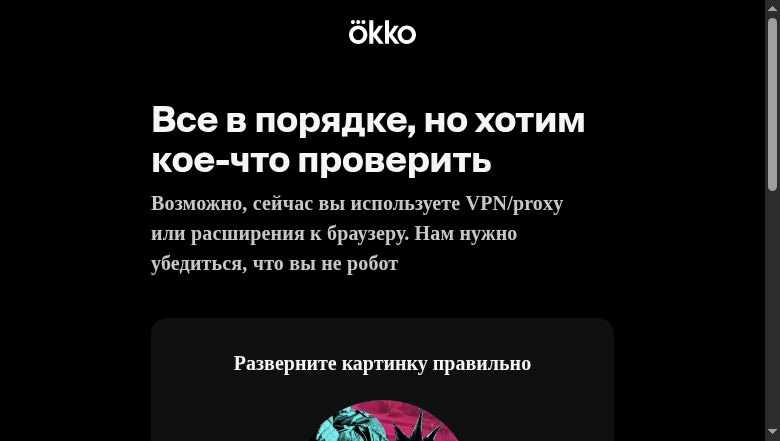 ökko
Все в порядке, но хотим
кое-что проверить
Возможно, сейчас вы используете VPN/proxy
или расширения к браузеру. Нам нужно
убедиться, что вы не робот
Разверните картинку правильно